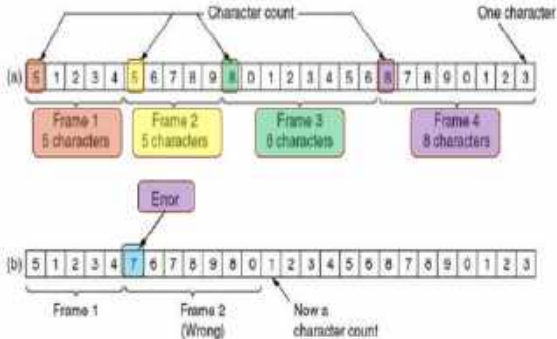 Character count
One character
(a) 5 1 2 3 4 5 6 7 8 9 8 0 1 2 3 4 5 6 8 7 8 9 0 1 2 3
Frame 1
5 characters
Frame 2
5 characters
Frame 3
8 characters
Frame 4
8 characters
Error
(b) 5 1 2 3 4 7 6 7 8 9 8 0 1 2 3 4 5 6 8 7 8 9 0 1 2 3
Frame 1
Frame 2
(Wrong)
Now a
character count